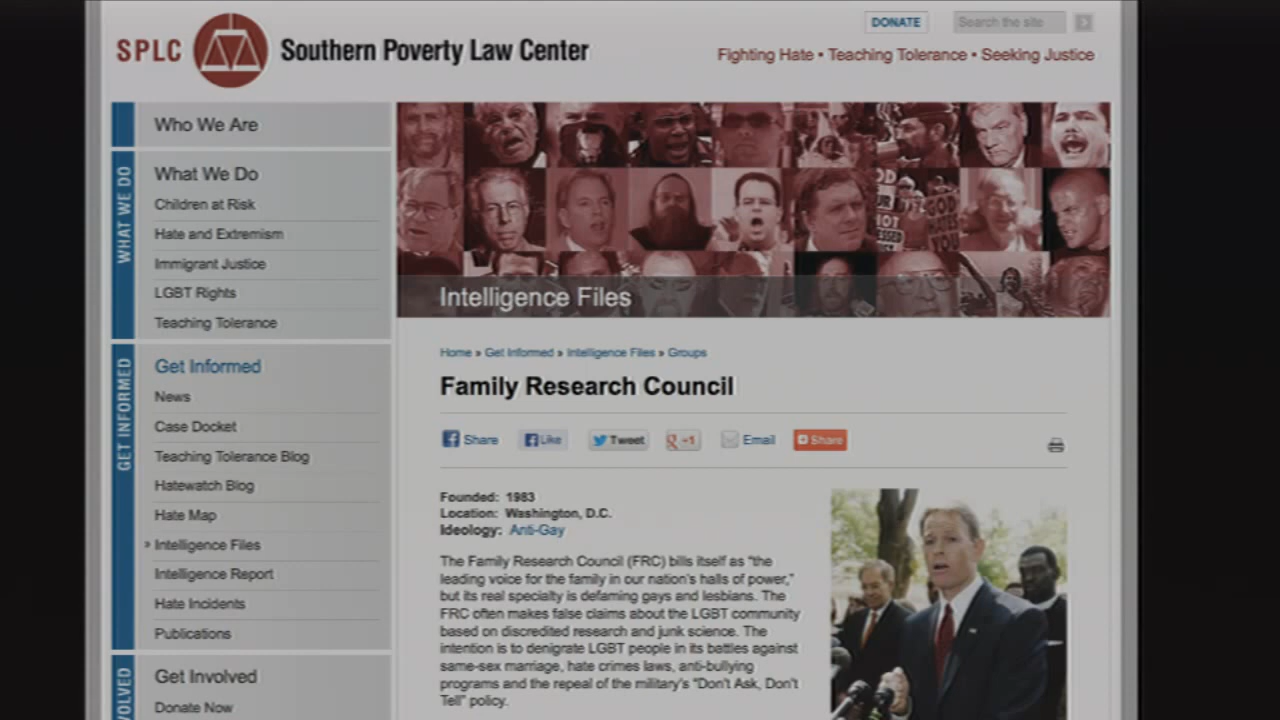 DONATE
Search the site
SPLC Southern Poverty Law Center
Fighting Hate • Teaching Tolerance • Seeking Justice
Who We Are
WHAT WE DO
What We Do
Children at Risk
Hate and Extremism
Immigrant Justice
LGBT Rights
Teaching Tolerance
GET INFORMED
Get Informed
News
Case Docket
Teaching Tolerance Blog
Hatewatch Blog
Hate Map
» Intelligence Files
Intelligence Report
Hate Incidents
Publications
VOLVED
Get Involved
Donate Now
GOD
YOU
Intelligence Files
Home » Get Informed » Intelligence Files » Groups
Family Research Council
Share Like Tweet +1 Email Share
Founded: 1983
Location: Washington, D.C.
Ideology: Anti-Gay
The Family Research Council (FRC) bills itself as “the
leading voice for the family in our nation’s halls of power,”
but its real specialty is defaming gays and lesbians. The
FRC often makes false claims about the LGBT community
based on discredited research and junk science. The
intention is to denigrate LGBT people in its battles against
same-sex marriage, hate crimes laws, anti-bullying
programs and the repeal of the military’s “Don’t Ask, Don’t
Tell” policy.